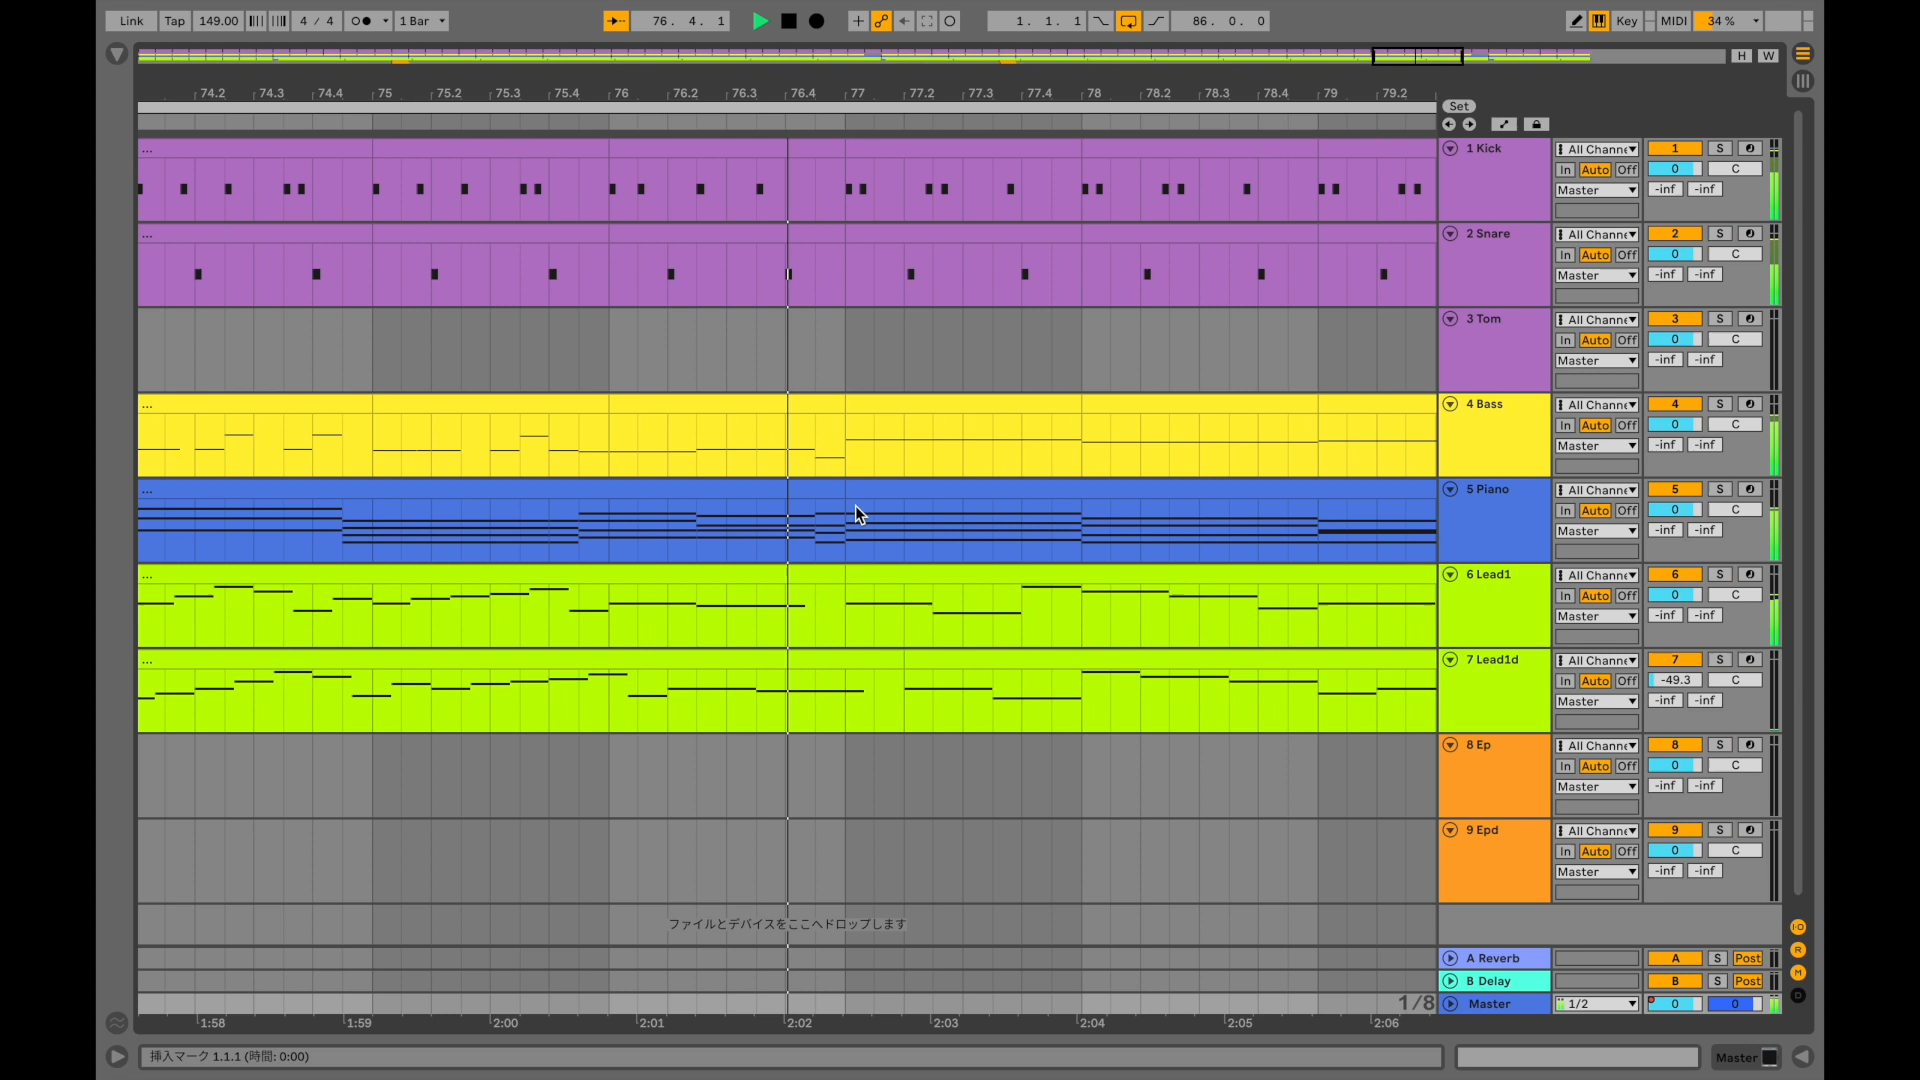 Link Tap 149.00 4 / 4 1 Bar 76. 4. 1 1. 1. 1 86. 0. 0 Key MIDI 34 %
H W
74.2 74.3 74.4 75 75.2 75.3 75.4 76 76.2 76.3 76.4 77 77.2 77.3 77.4 78 78.2 78.3 78.4 79 79.2
Set
... 1 Kick All Channe 1 S
In Auto Off 0 C
Master -inf -inf
... 2 Snare All Channe 2 S
In Auto Off 0 C
Master -inf -inf
3 Tom All Channe 3 S
In Auto Off 0 C
Master -inf -inf
... 4 Bass All Channe 4 S
In Auto Off 0 C
Master -inf -inf
... 5 Piano All Channe 5 S
In Auto Off 0 C
Master -inf -inf
... 6 Lead1 All Channe 6 S
In Auto Off 0 C
Master -inf -inf
... 7 Lead1d All Channe 7 S
In Auto Off -49.3 C
Master -inf -inf
8 Ep All Channe 8 S
In Auto Off 0 C
Master -inf -inf
9 Epd All Channe 9 S
In Auto Off 0 C
Master -inf -inf
ファイルとデバイスをここへドロップします
I·O
R
A Reverb A S Post
M
B Delay B S Post
D
1/8 Master 1/2 0 0
1:58 1:59 2:00 2:01 2:02 2:03 2:04 2:05 2:06
挿入マーク 1.1.1 (時間: 0:00) Master